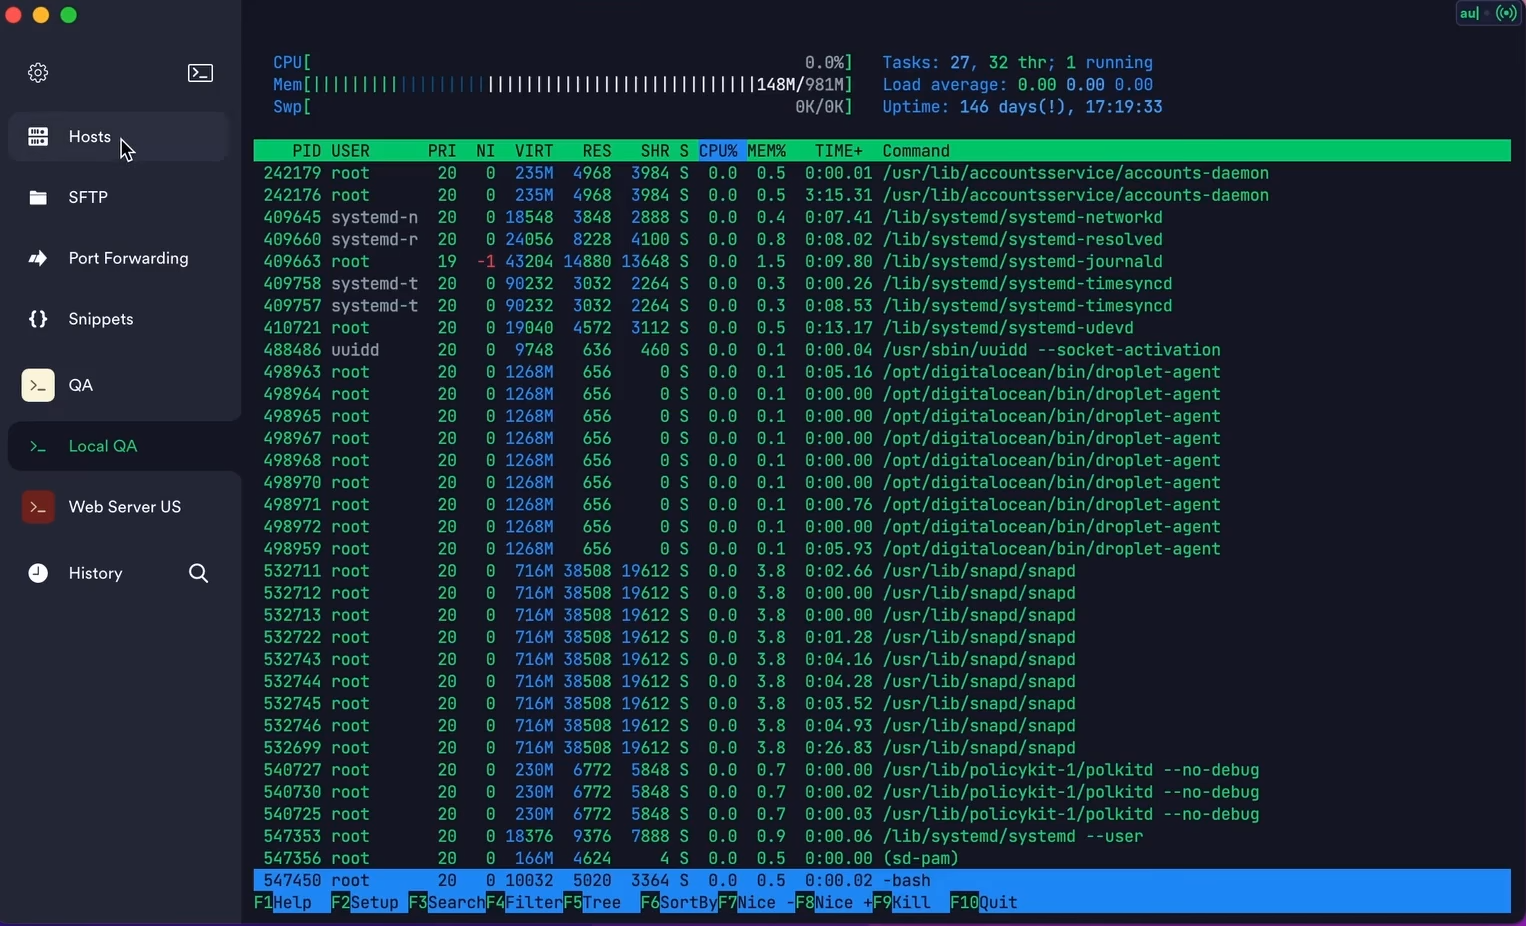 au|
Hosts
SFTP
Port Forwarding
Snippets
QA
Local QA
Web Server US
History
CPU[ 0.0%] Tasks: 27, 32 thr; 1 running
Mem[||||||||||||||||||||||||||||||||||||||||||||||148M/981M] Load average: 0.00 0.00 0.00
Swp[ 0K/0K] Uptime: 146 days(!), 17:19:33
PID USER PRI NI VIRT RES SHR S CPU% MEM% TIME+ Command
242179 root 20 0 235M 4968 3984 S 0.0 0.5 0:00.01 /usr/lib/accountsservice/accounts-daemon
242176 root 20 0 235M 4968 3984 S 0.0 0.5 3:15.31 /usr/lib/accountsservice/accounts-daemon
409645 systemd-n 20 0 18548 3848 2888 S 0.0 0.4 0:07.41 /lib/systemd/systemd-networkd
409660 systemd-r 20 0 24056 8228 4100 S 0.0 0.8 0:08.02 /lib/systemd/systemd-resolved
409663 root 19 -1 43204 14880 13648 S 0.0 1.5 0:09.80 /lib/systemd/systemd-journald
409758 systemd-t 20 0 90232 3032 2264 S 0.0 0.3 0:00.26 /lib/systemd/systemd-timesyncd
409757 systemd-t 20 0 90232 3032 2264 S 0.0 0.3 0:08.53 /lib/systemd/systemd-timesyncd
410721 root 20 0 19040 4572 3112 S 0.0 0.5 0:13.17 /lib/systemd/systemd-udevd
488486 uuidd 20 0 9748 636 460 S 0.0 0.1 0:00.04 /usr/sbin/uuidd --socket-activation
498963 root 20 0 1268M 656 0 S 0.0 0.1 0:05.16 /opt/digitalocean/bin/droplet-agent
498964 root 20 0 1268M 656 0 S 0.0 0.1 0:00.00 /opt/digitalocean/bin/droplet-agent
498965 root 20 0 1268M 656 0 S 0.0 0.1 0:00.00 /opt/digitalocean/bin/droplet-agent
498967 root 20 0 1268M 656 0 S 0.0 0.1 0:00.00 /opt/digitalocean/bin/droplet-agent
498968 root 20 0 1268M 656 0 S 0.0 0.1 0:00.00 /opt/digitalocean/bin/droplet-agent
498970 root 20 0 1268M 656 0 S 0.0 0.1 0:00.00 /opt/digitalocean/bin/droplet-agent
498971 root 20 0 1268M 656 0 S 0.0 0.1 0:00.76 /opt/digitalocean/bin/droplet-agent
498972 root 20 0 1268M 656 0 S 0.0 0.1 0:00.00 /opt/digitalocean/bin/droplet-agent
498959 root 20 0 1268M 656 0 S 0.0 0.1 0:05.93 /opt/digitalocean/bin/droplet-agent
532711 root 20 0 716M 38508 19612 S 0.0 3.8 0:02.66 /usr/lib/snapd/snapd
532712 root 20 0 716M 38508 19612 S 0.0 3.8 0:00.00 /usr/lib/snapd/snapd
532713 root 20 0 716M 38508 19612 S 0.0 3.8 0:00.00 /usr/lib/snapd/snapd
532722 root 20 0 716M 38508 19612 S 0.0 3.8 0:01.28 /usr/lib/snapd/snapd
532743 root 20 0 716M 38508 19612 S 0.0 3.8 0:04.16 /usr/lib/snapd/snapd
532744 root 20 0 716M 38508 19612 S 0.0 3.8 0:04.28 /usr/lib/snapd/snapd
532745 root 20 0 716M 38508 19612 S 0.0 3.8 0:03.52 /usr/lib/snapd/snapd
532746 root 20 0 716M 38508 19612 S 0.0 3.8 0:04.93 /usr/lib/snapd/snapd
532699 root 20 0 716M 38508 19612 S 0.0 3.8 0:26.83 /usr/lib/snapd/snapd
540727 root 20 0 230M 6772 5848 S 0.0 0.7 0:00.00 /usr/lib/policykit-1/polkitd --no-debug
540730 root 20 0 230M 6772 5848 S 0.0 0.7 0:00.02 /usr/lib/policykit-1/polkitd --no-debug
540725 root 20 0 230M 6772 5848 S 0.0 0.7 0:00.03 /usr/lib/policykit-1/polkitd --no-debug
547353 root 20 0 18376 9376 7888 S 0.0 0.9 0:00.06 /lib/systemd/systemd --user
547356 root 20 0 166M 4624 4 S 0.0 0.5 0:00.00 (sd-pam)
547450 root 20 0 10032 5020 3364 S 0.0 0.5 0:00.02 -bash
F1Help F2Setup F3SearchF4FilterF5Tree F6SortByF7Nice -F8Nice +F9Kill F10Quit